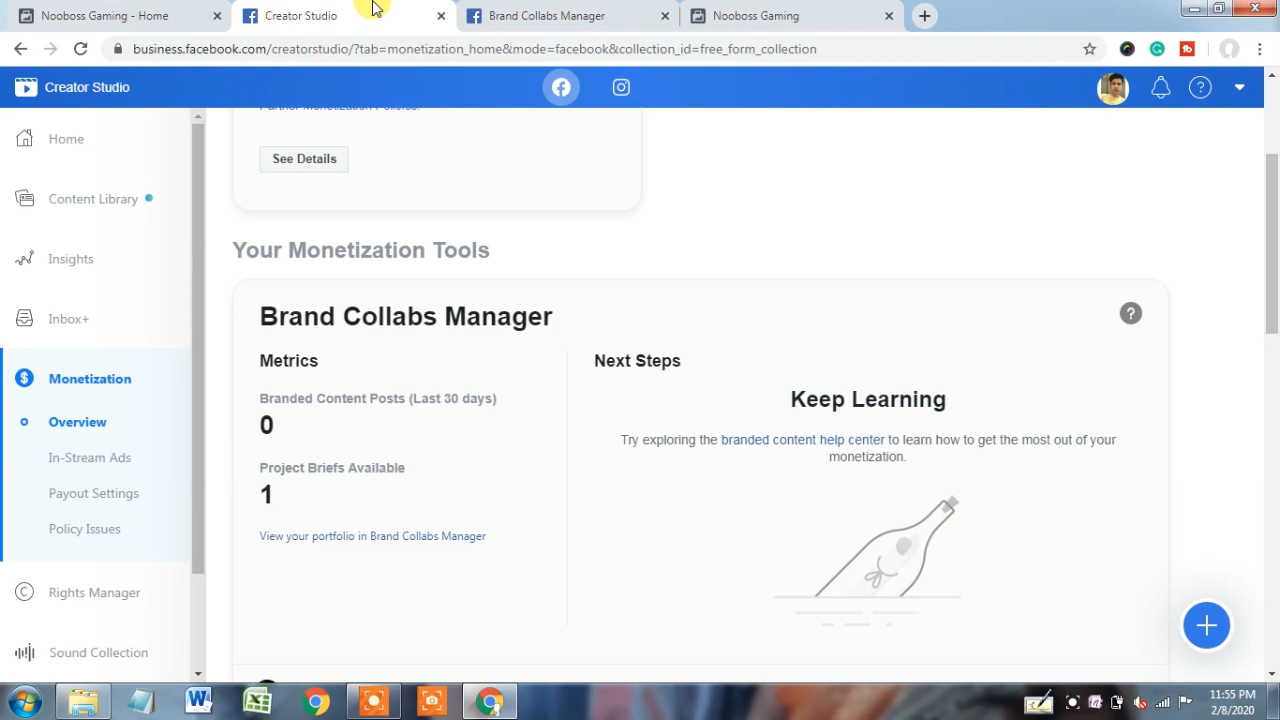 Nooboss Gaming - Home
Creator Studio
Brand Collabs Manager
Nooboss Gaming
business.facebook.com/creatorstudio/?tab=monetization_home&mode=facebook&collection_id=free_form_collection
Creator Studio
Home
Content Library
Insights
Inbox+
Monetization
Overview
In-Stream Ads
Payout Settings
Policy Issues
Rights Manager
Sound Collection
Partner Monetization Policies.
See Details
Your Monetization Tools
Brand Collabs Manager
Metrics
Branded Content Posts (Last 30 days)
0
Project Briefs Available
1
View your portfolio in Brand Collabs Manager
Next Steps
Keep Learning
Try exploring the branded content help center to learn how to get the most out of your
monetization.
11:55 PM
2/8/2020